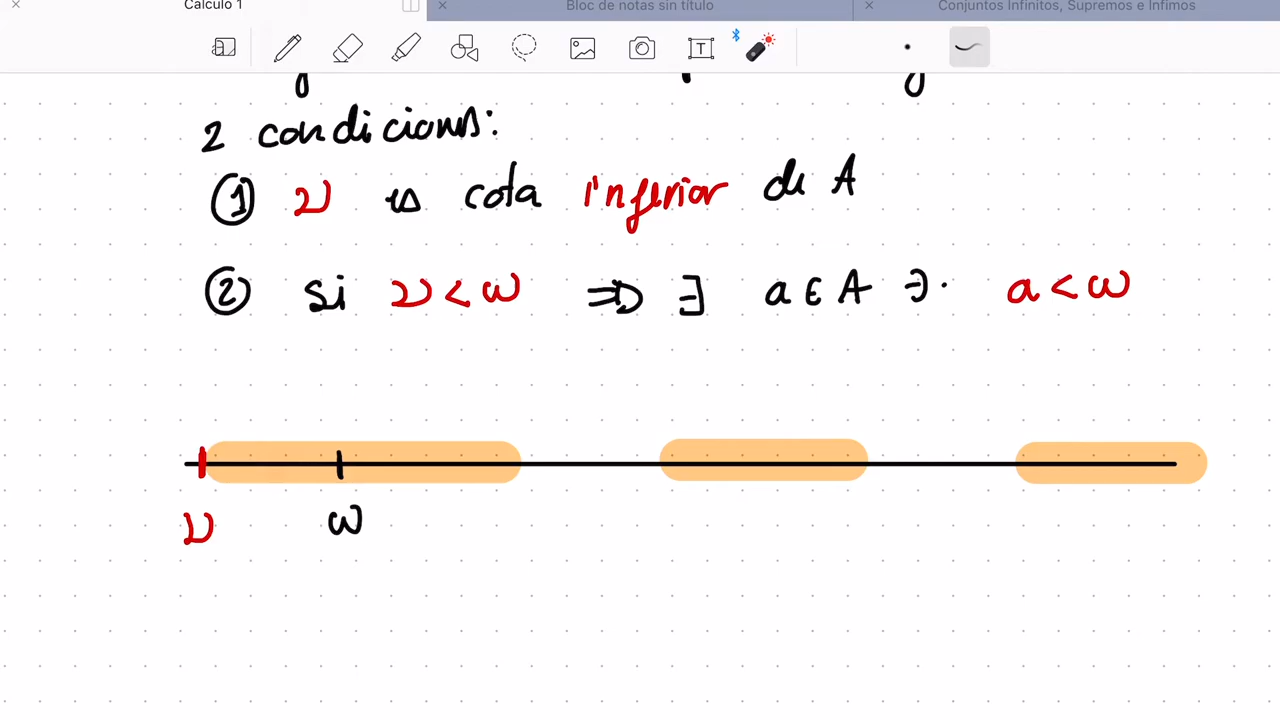 Calculo 1
Bloc de notas sin título
Conjuntos Infinitos, Supremos e Infimos
2 condiciones:
① ν es cota inferior de A
② si ν < ω ⇒ ∃ a ∈ A ∋· a < ω
ν ω